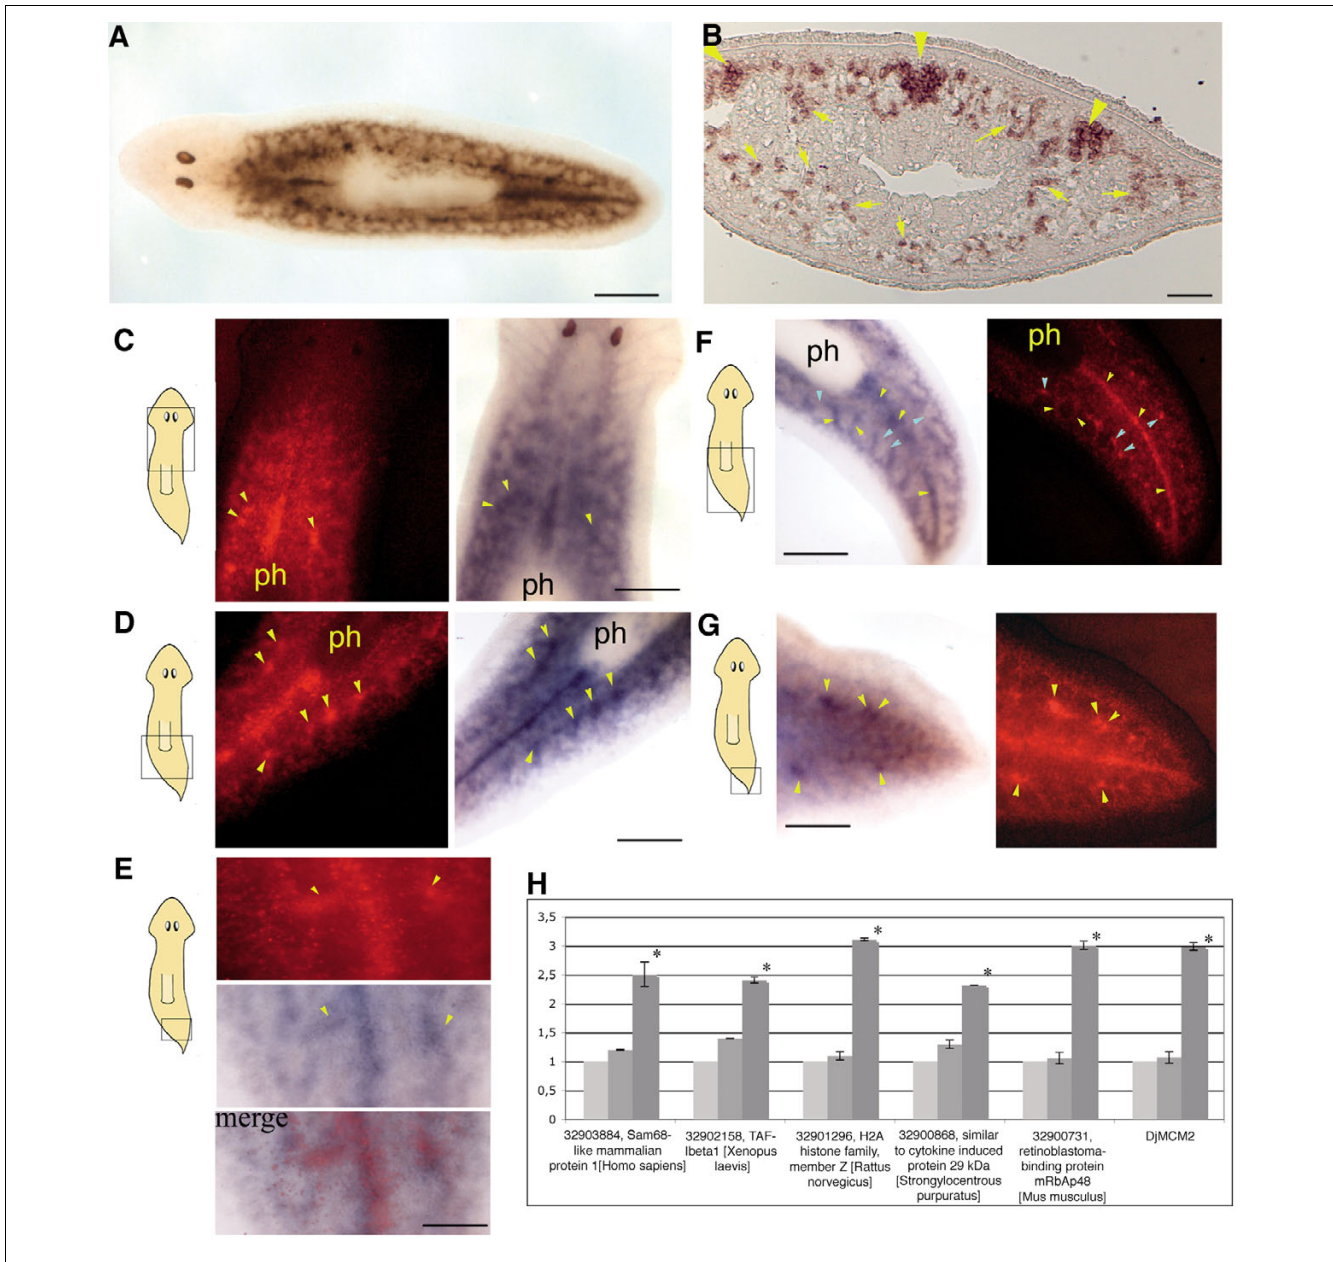 A
B
C
ph
ph
F
ph
ph
D
ph
ph
G
E
merge
H
3,5
3
2,5
2
1,5
1
0,5
0
*
*
*
*
*
*
32903884, Sam68-
like mammalian
protein 1[Homo sapiens]
32902158, TAF-
Ibeta1 [Xenopus
laevis]
32901296, H2A
histone family,
member Z [Rattus
norvegicus]
32900868, similar
to cytokine induced
protein 29 kDa
[Strongylocentrous
purpuratus]
32900731,
retinoblastoma-
binding protein
mRbAp48
[Mus musculus]
DjMCM2